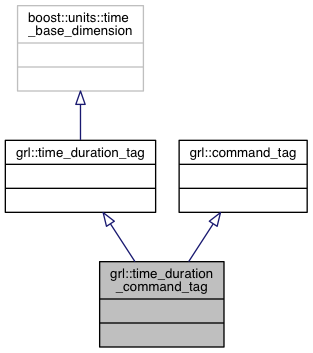 boost::units::time
_base_dimension
grl::time_duration_tag
grl::command_tag
grl::time_duration
_command_tag